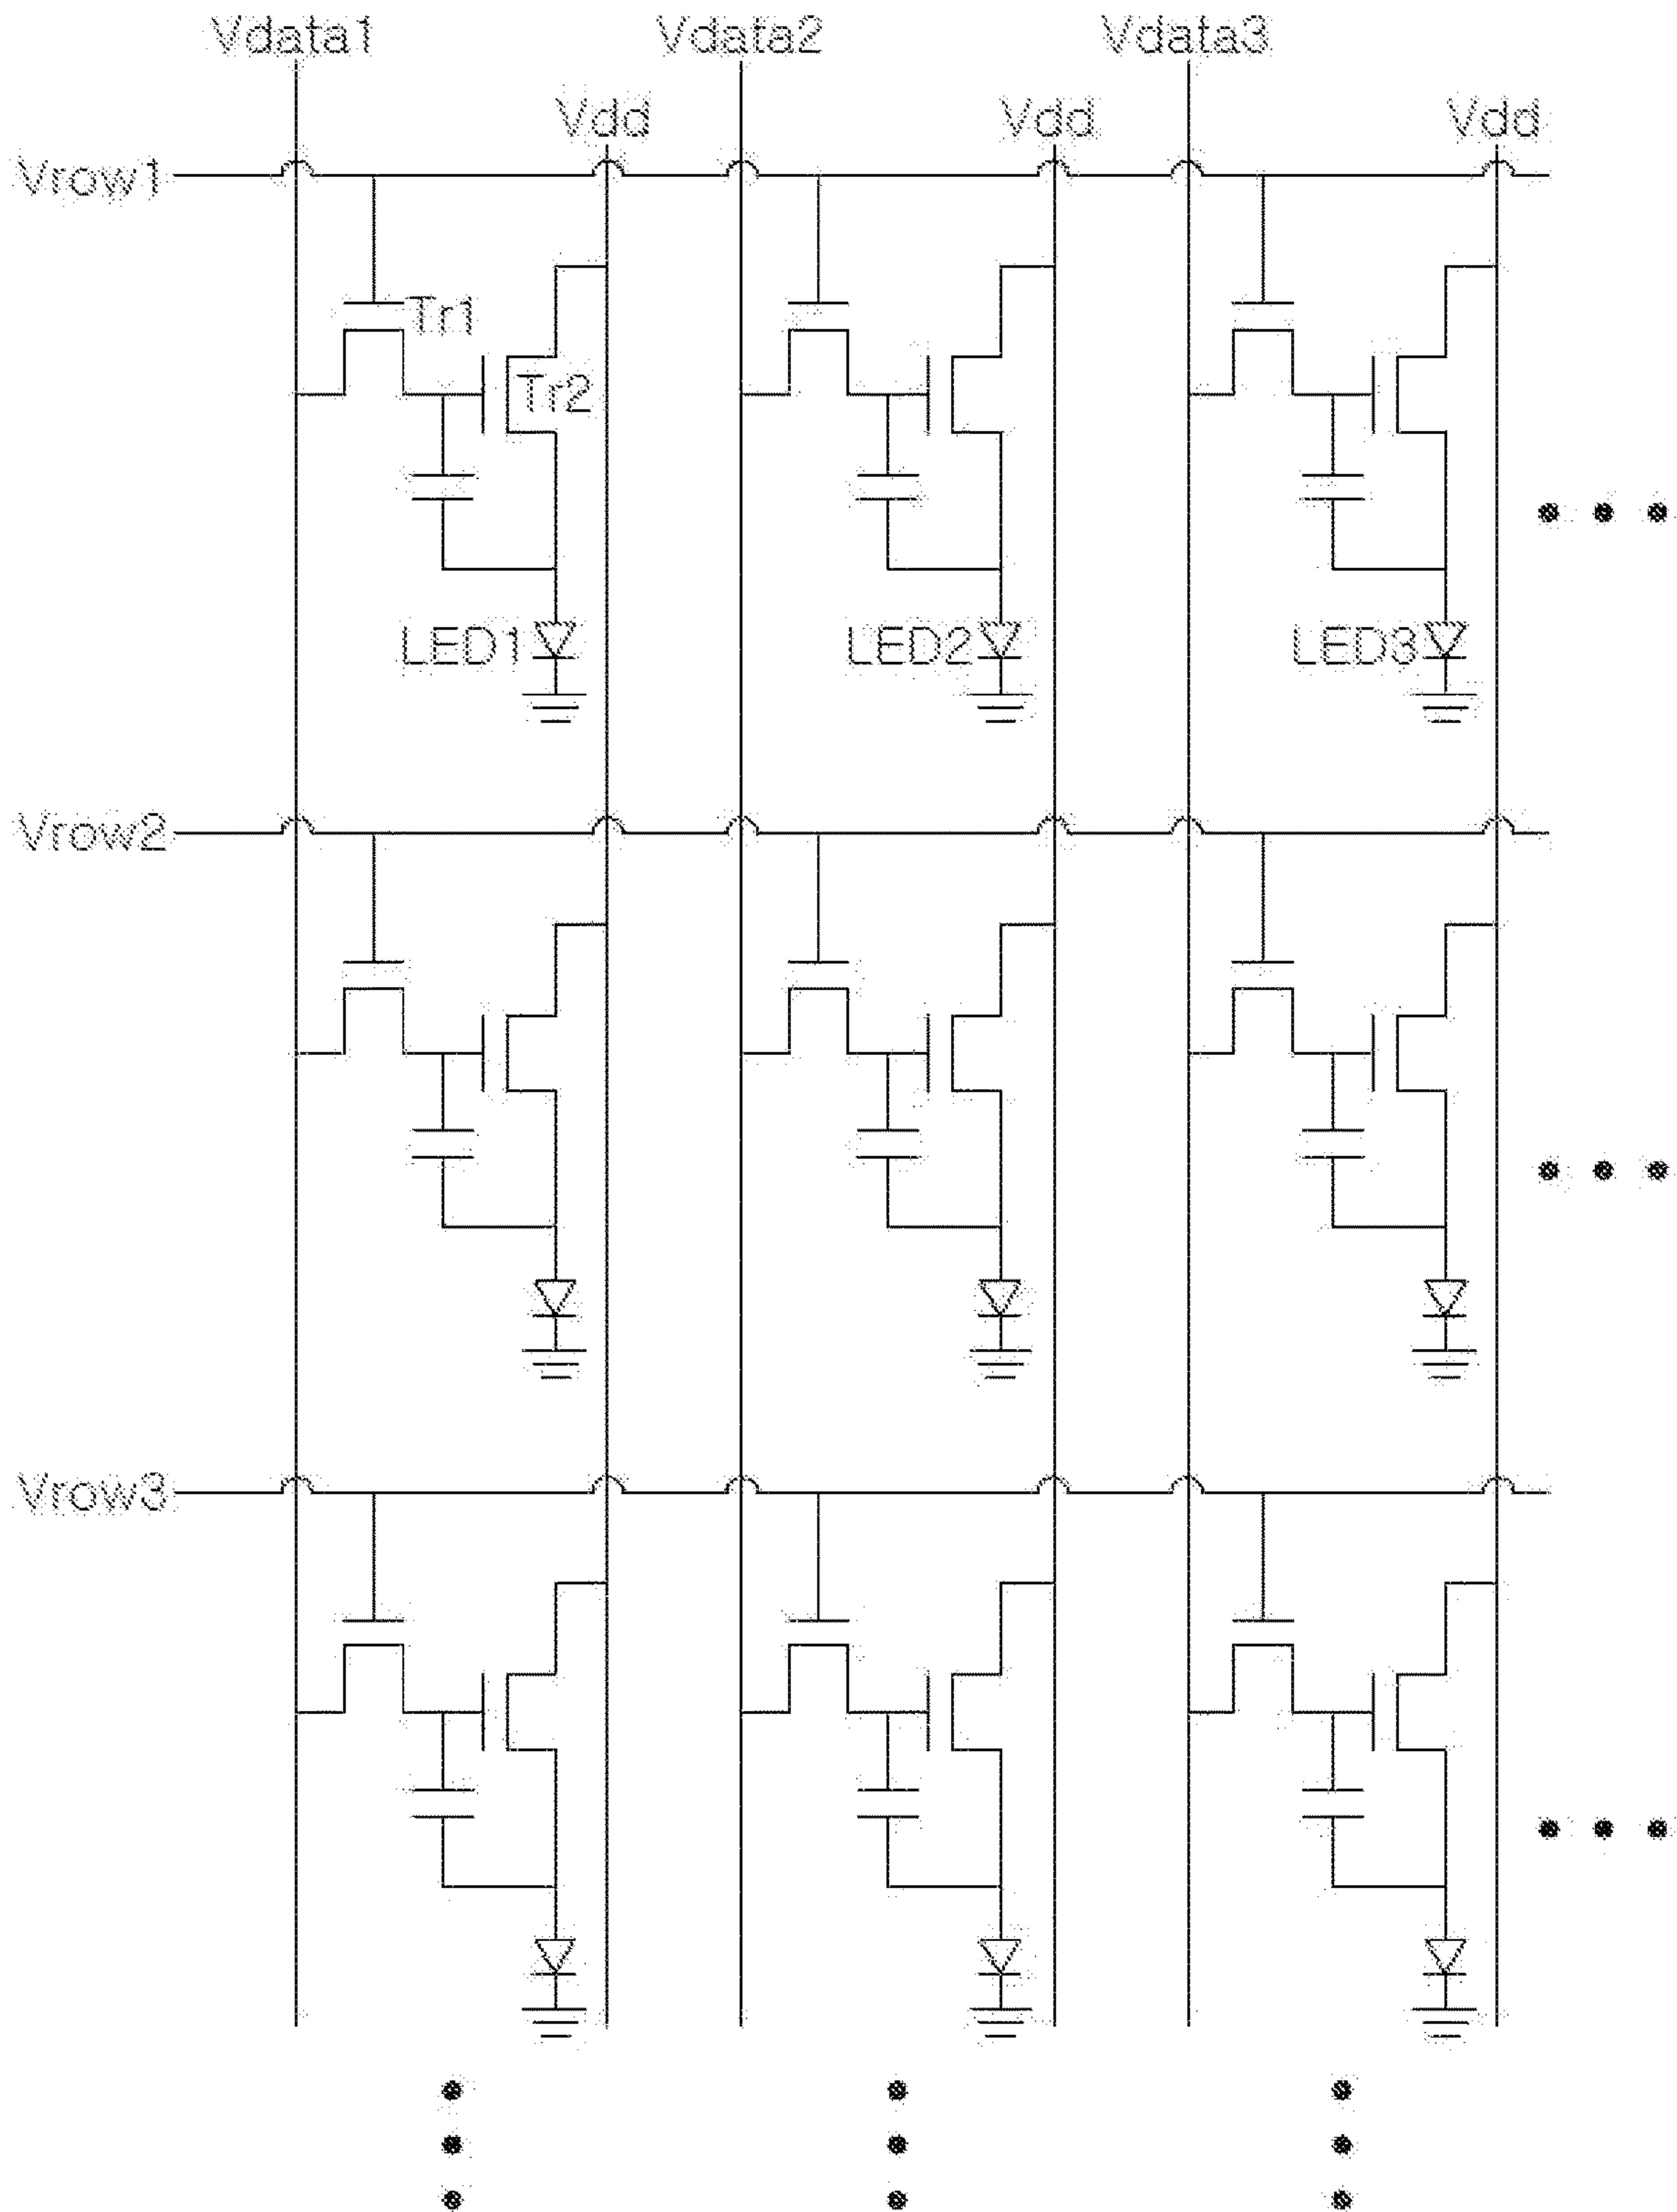 Vdata1 Vdata2 Vdata3
Vdd Vdd Vdd
Vrow1
Tr1
Tr2
LED1 LED2 LED3
Vrow2
Vrow3